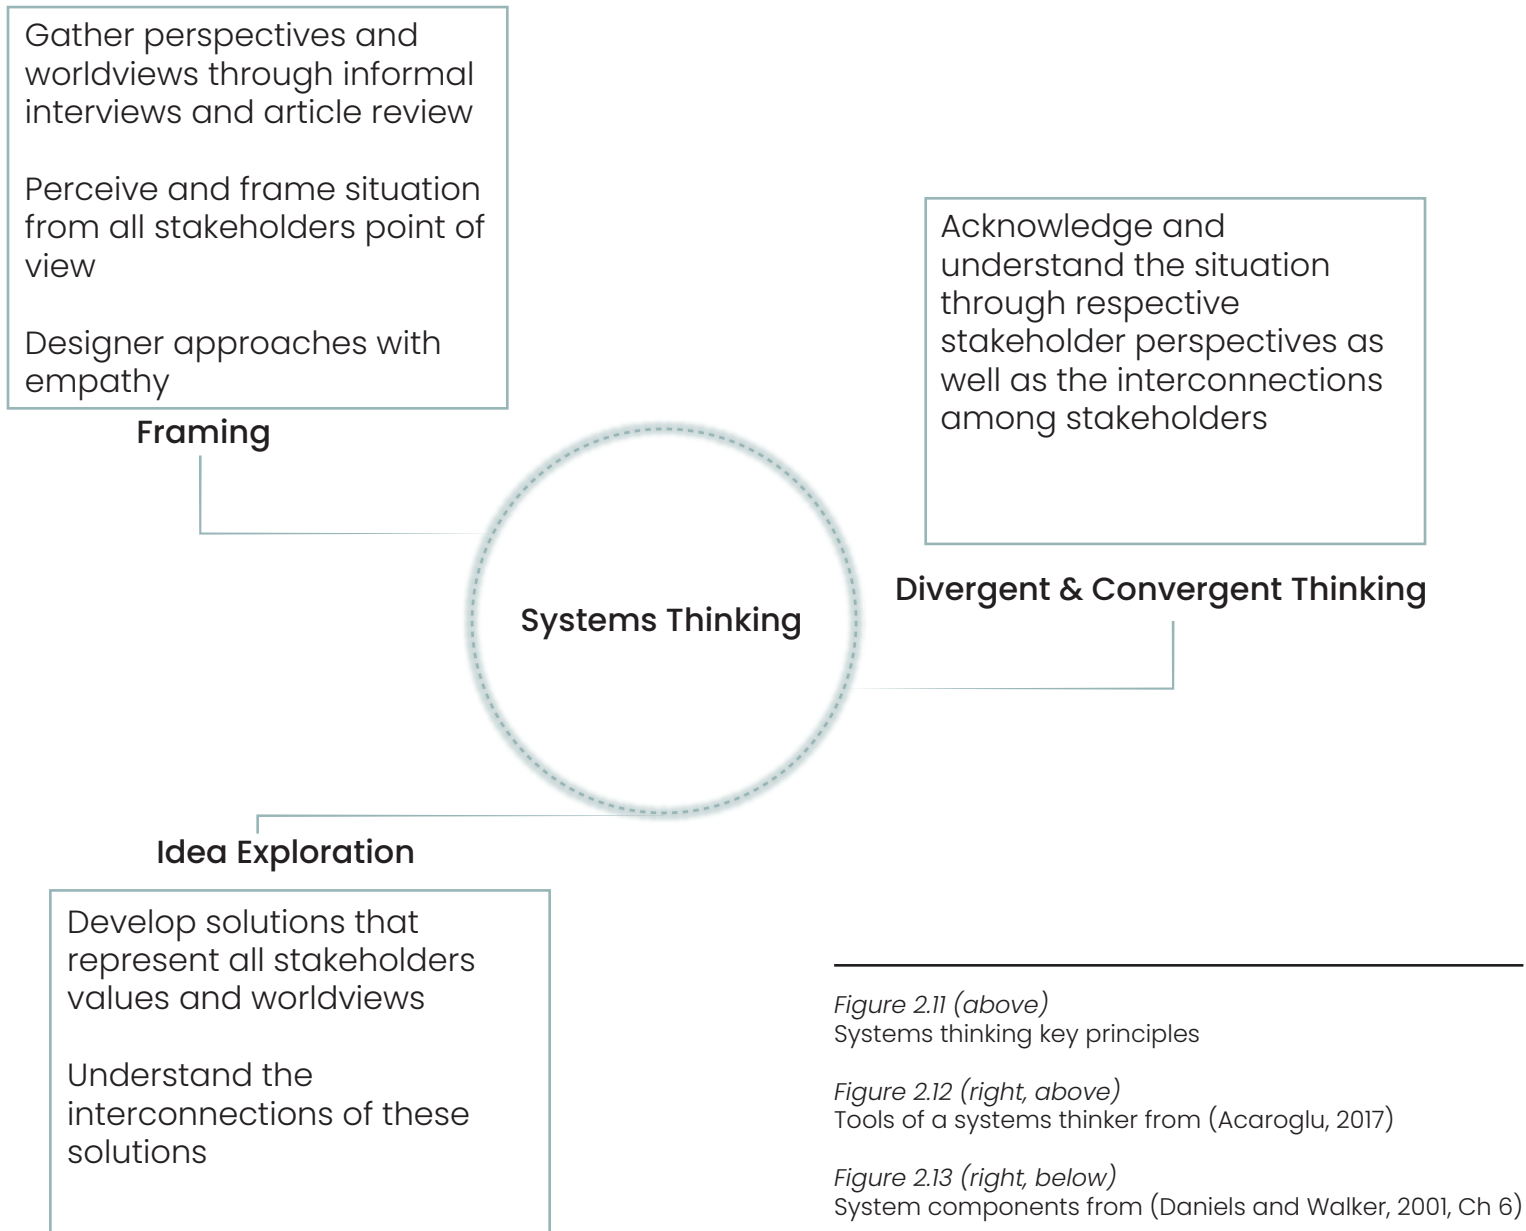 Gather perspectives and
worldviews through informal
interviews and article review
Perceive and frame situation
from all stakeholders point of
view
Designer approaches with
empathy
Framing
Acknowledge and
understand the situation
through respective
stakeholder perspectives as
well as the interconnections
among stakeholders
Divergent & Convergent Thinking
Systems Thinking
Idea Exploration
Develop solutions that
represent all stakeholders
values and worldviews
Understand the
interconnections of these
solutions
Figure 2.11 (above)
Systems thinking key principles
Figure 2.12 (right, above)
Tools of a systems thinker from (Acaroglu, 2017)
Figure 2.13 (right, below)
System components from (Daniels and Walker, 2001, Ch 6)